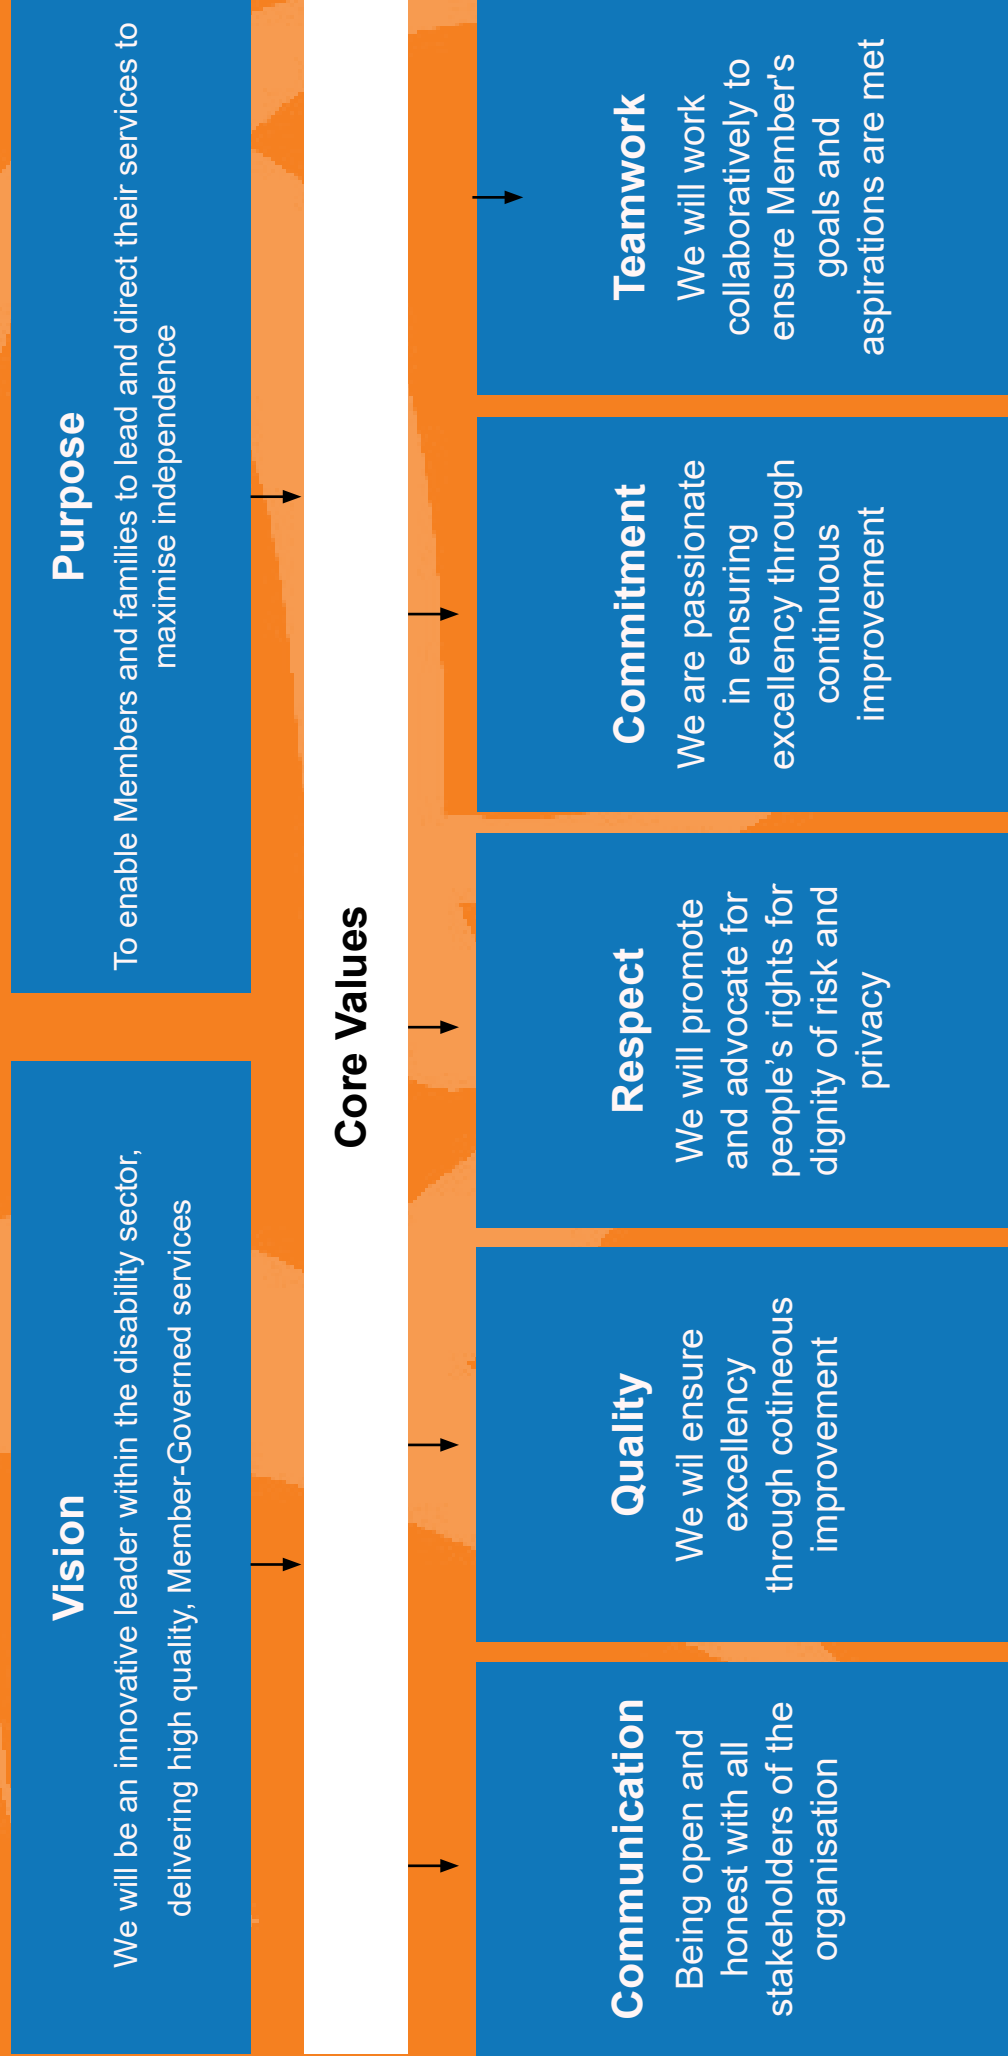 Vision
We will be an innovative leader within the disability sector,
delivering high quality, Member-Governed services
Purpose
To enable Members and families to lead and direct their services to
maximise independence
Core Values
Communication
Being open and
honest with all
stakeholders of the
organisation
Quality
We wil ensure
excellency
through cotineous
improvement
Respect
We will promote
and advocate for
people’s rights for
dignity of risk and
privacy
Commitment
We are passionate
in ensuring
excellency through
continuous
improvement
Teamwork
We will work
collaboratively to
ensure Member's
goals and
aspirations are met